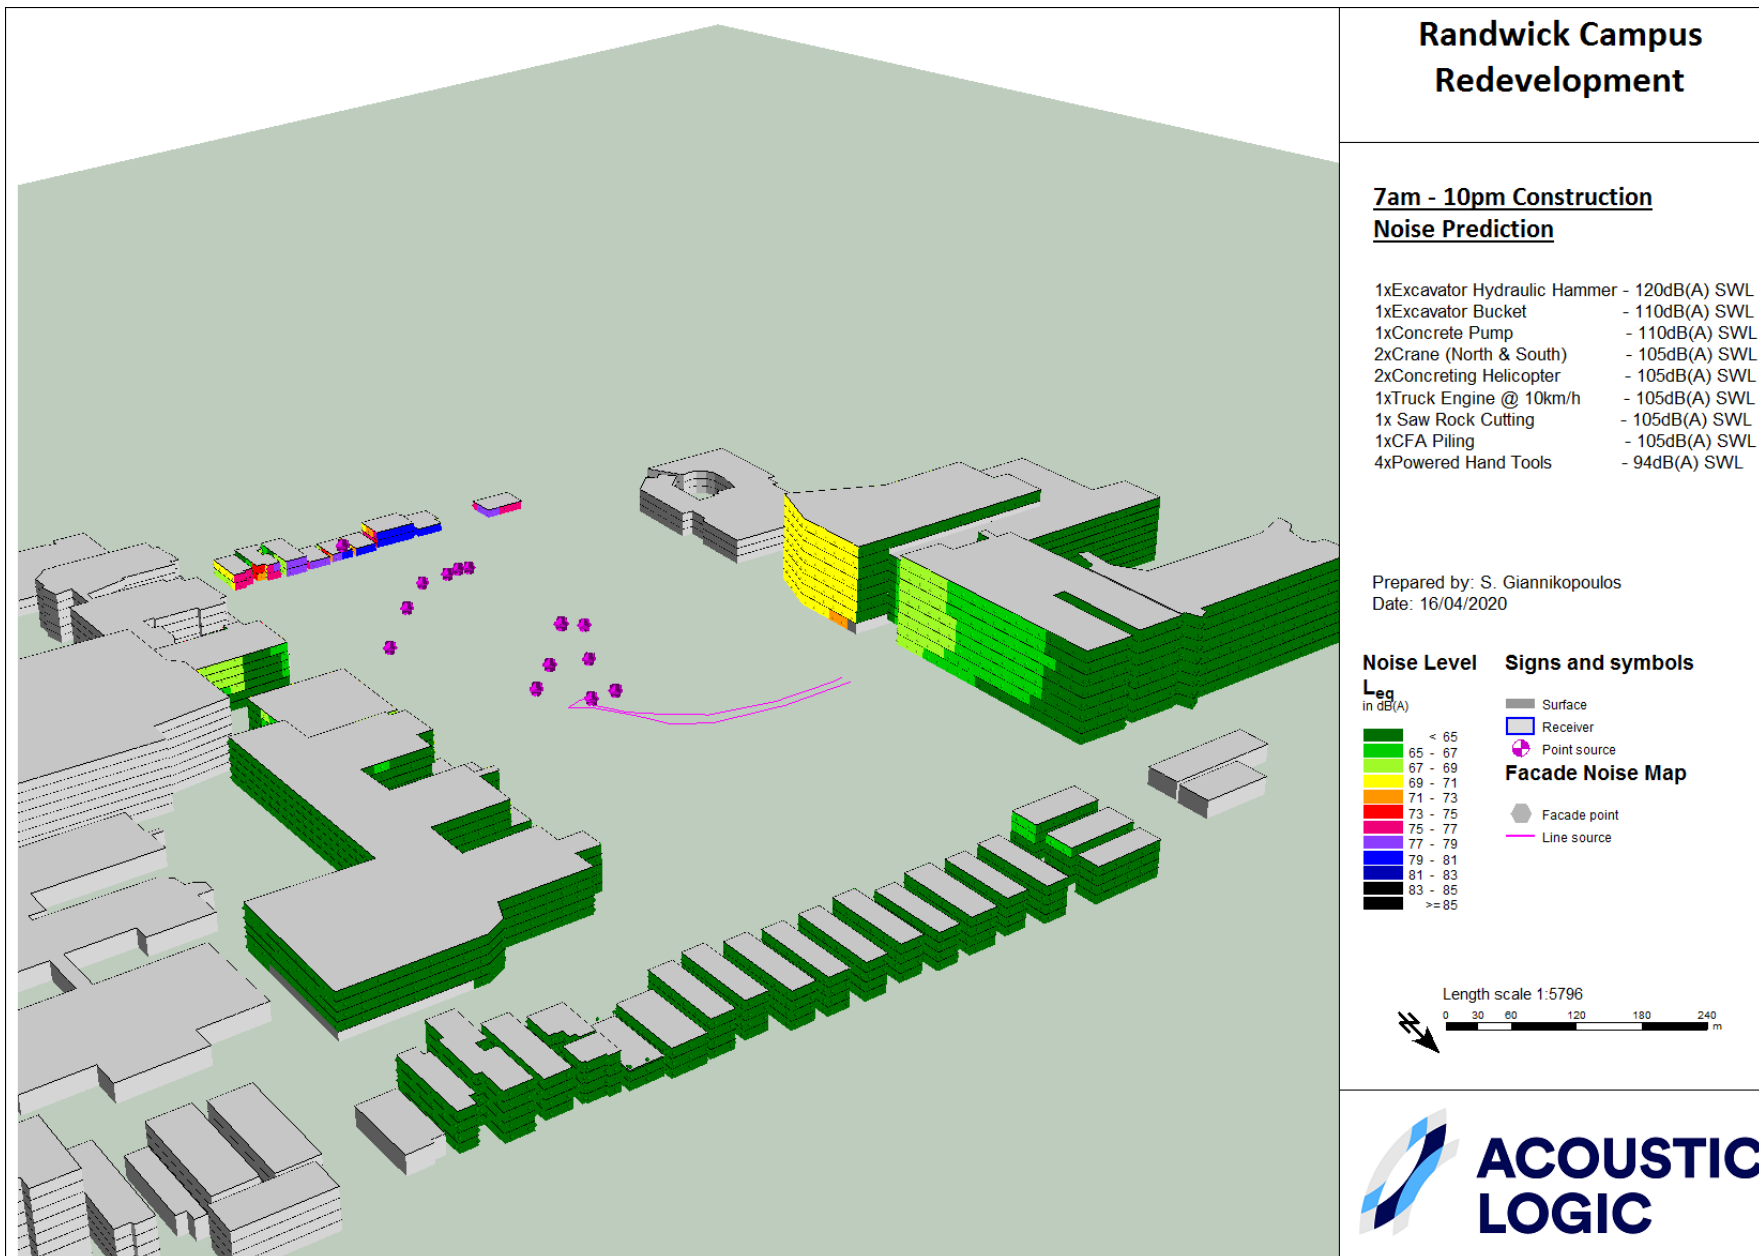 Randwick Campus
Redevelopment
7am - 10pm Construction
Noise Prediction
1xExcavator Hydraulic Hammer - 120dB(A) SWL
1xExcavator Bucket - 110dB(A) SWL
1xConcrete Pump - 110dB(A) SWL
2xCrane (North & South) - 105dB(A) SWL
2xConcreting Helicopter - 105dB(A) SWL
1xTruck Engine @ 10km/h - 105dB(A) SWL
1x Saw Rock Cutting - 105dB(A) SWL
1xCFA Piling - 105dB(A) SWL
4xPowered Hand Tools - 94dB(A) SWL
Prepared by: S. Giannikopoulos
Date: 16/04/2020
Noise Level
Leq
in dB(A)
< 65
65 - 67
67 - 69
69 - 71
71 - 73
73 - 75
75 - 77
77 - 79
79 - 81
81 - 83
83 - 85
>= 85
Signs and symbols
Surface
Receiver
Point source
Facade Noise Map
Facade point
Line source
Length scale 1:5796
0 30 60 120 180 240
m
N
ACOUSTIC
LOGIC